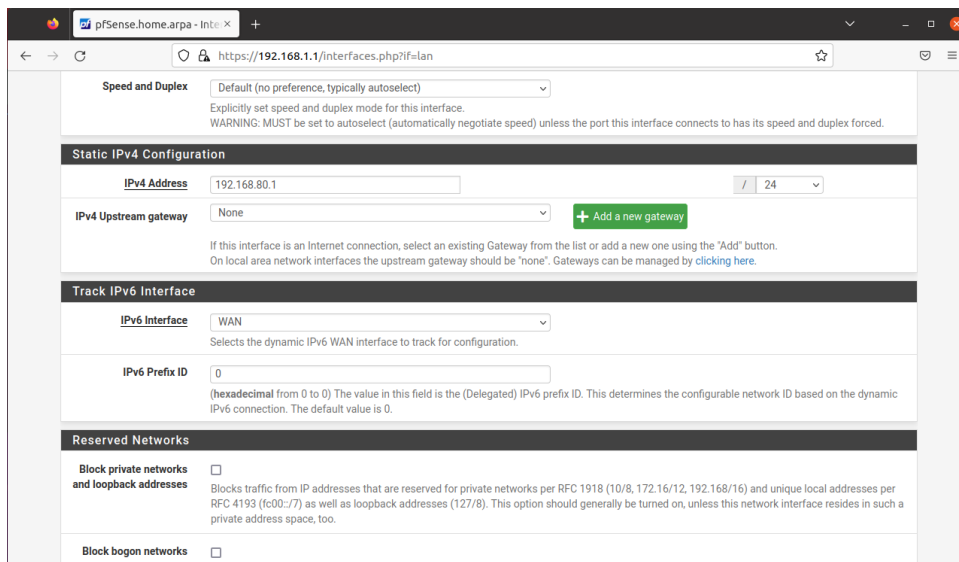 pfSense.home.arpa - Inte
https://192.168.1.1/interfaces.php?if=lan
Speed and Duplex
Default (no preference, typically autoselect)
Explicitly set speed and duplex mode for this interface.
WARNING: MUST be set to autoselect (automatically negotiate speed) unless the port this interface connects to has its speed and duplex forced.
Static IPv4 Configuration
IPv4 Address
192.168.80.1
/ 24
IPv4 Upstream gateway
None
Add a new gateway
If this interface is an Internet connection, select an existing Gateway from the list or add a new one using the "Add" button.
On local area network interfaces the upstream gateway should be "none". Gateways can be managed by clicking here.
Track IPv6 Interface
IPv6 Interface
WAN
Selects the dynamic IPv6 WAN interface to track for configuration.
IPv6 Prefix ID
0
(hexadecimal from 0 to 0) The value in this field is the (Delegated) IPv6 prefix ID. This determines the configurable network ID based on the dynamic
IPv6 connection. The default value is 0.
Reserved Networks
Block private networks
and loopback addresses
Blocks traffic from IP addresses that are reserved for private networks per RFC 1918 (10/8, 172.16/12, 192.168/16) and unique local addresses per
RFC 4193 (fc00::/7) as well as loopback addresses (127/8). This option should generally be turned on, unless this network interface resides in such a
private address space, too.
Block bogon networks